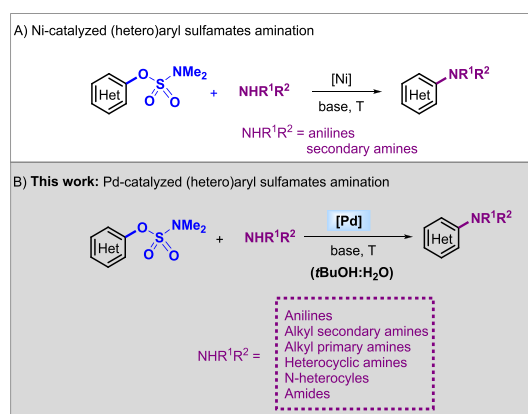 A) Ni-catalyzed (hetero)aryl sulfamates amination
Het
O
S
NMe₂
O
O
+
NHR¹R²
[Ni]
base, T
Het
NR¹R²
NHR¹R² = anilines
secondary amines
B) This work: Pd-catalyzed (hetero)aryl sulfamates amination
Het
O
S
NMe₂
O
O
+
NHR¹R²
[Pd]
base, T
(tBuOH:H₂O)
Het
NR¹R²
NHR¹R² =
Anilines
Alkyl secondary amines
Alkyl primary amines
Heterocyclic amines
N-heterocyles
Amides